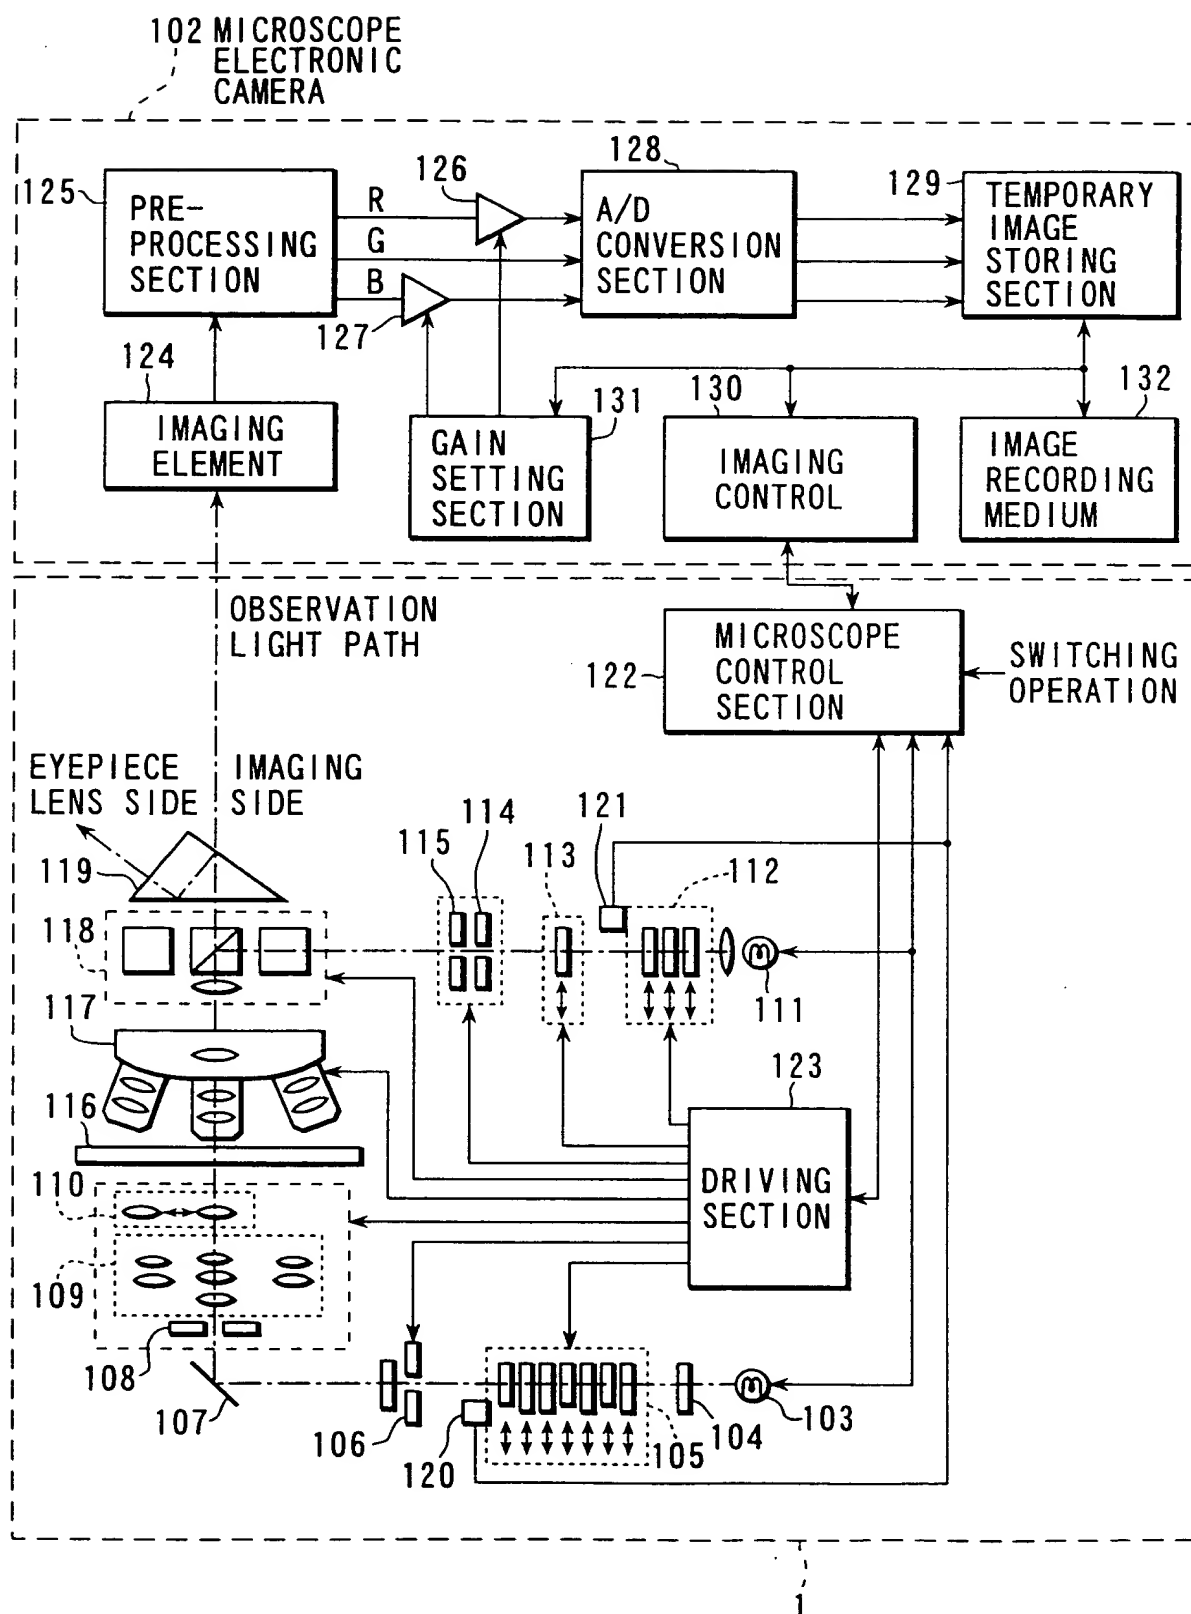 102 MICROSCOPE
ELECTRONIC
CAMERA
125
PRE-
PROCESSING
SECTION
R
G
B
126
127
128
A/D
CONVERSION
SECTION
129
TEMPORARY
IMAGE
STORING
SECTION
124
IMAGING
ELEMENT
131
GAIN
SETTING
SECTION
130
IMAGING
CONTROL
132
IMAGE
RECORDING
MEDIUM
OBSERVATION
LIGHT PATH
122
MICROSCOPE
CONTROL
SECTION
SWITCHING
OPERATION
EYEPIECE
LENS SIDE
IMAGING
SIDE
119
115
114
113
121
112
118
111
117
123
116
DRIVING
SECTION
110
109
108
107
106
120
105
104
103
1